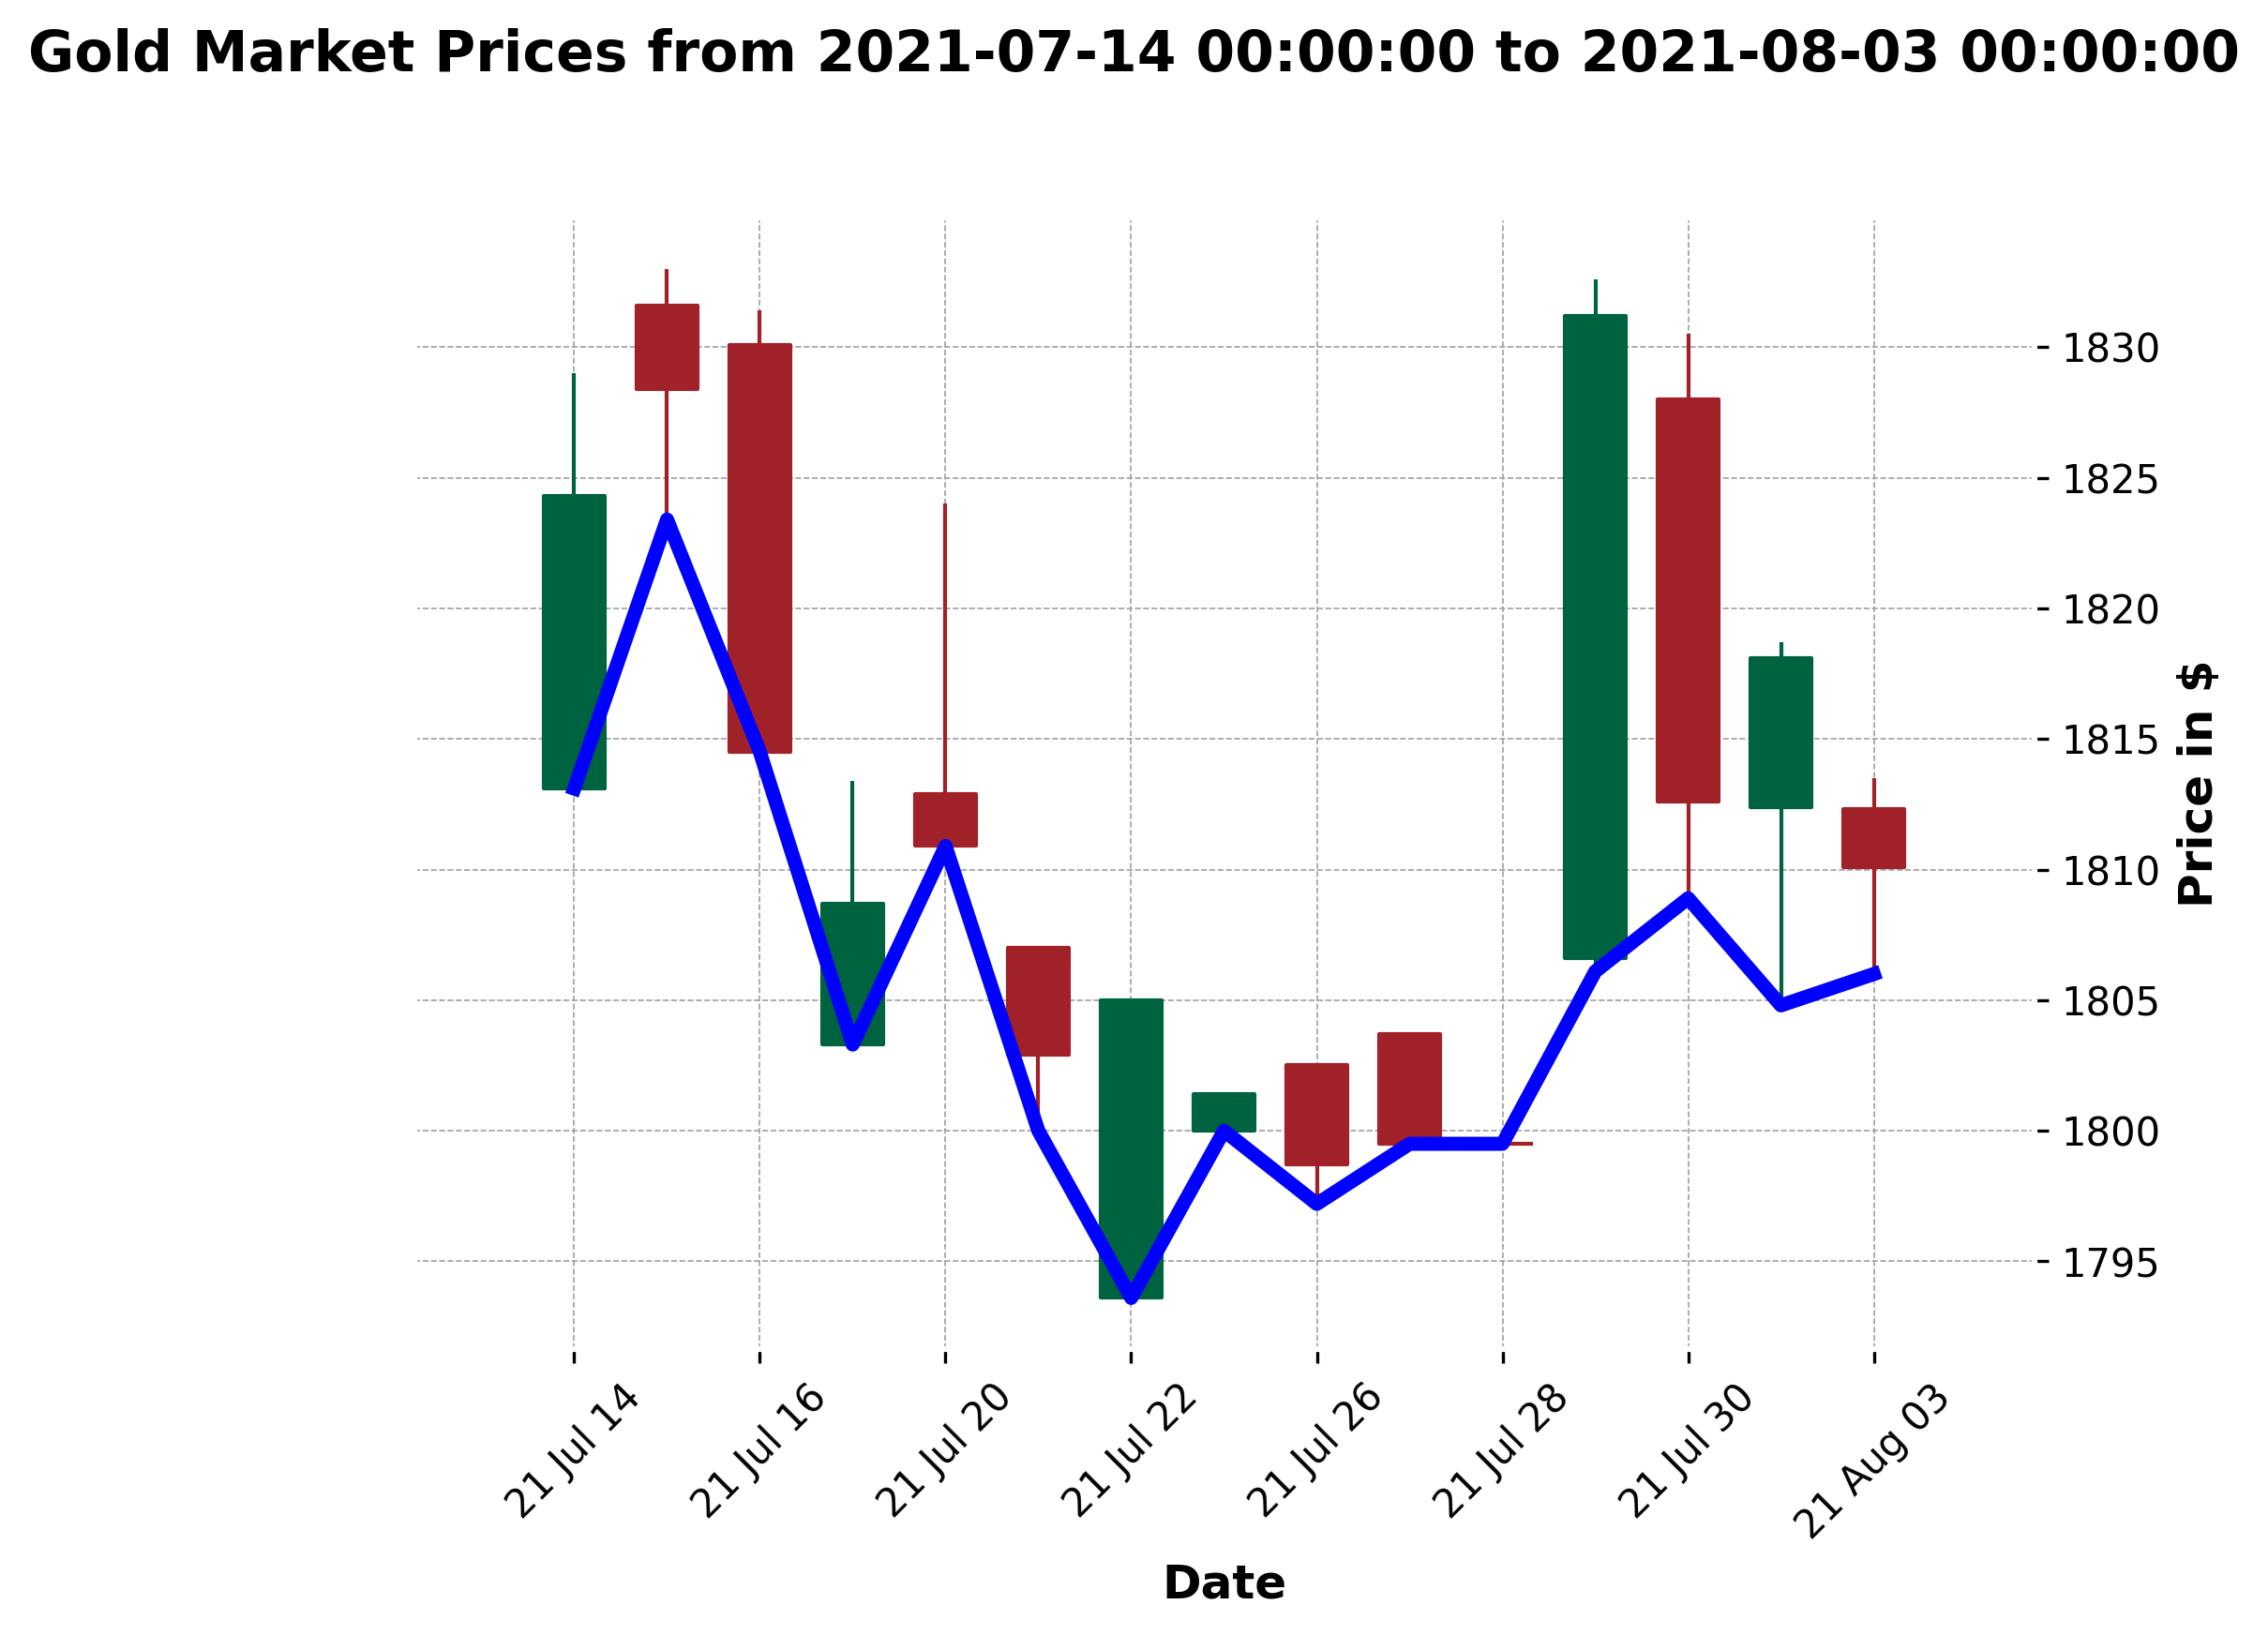 Gold Market Prices from 2021-07-14 00:00:00 to 2021-08-03 00:00:00
1830
1825
1820
1815
1810
1805
1800
1795
Price in $
21 Jul 14
21 Jul 16
21 Jul 20
21 Jul 22
21 Jul 26
21 Jul 28
21 Jul 30
21 Aug 03
Date